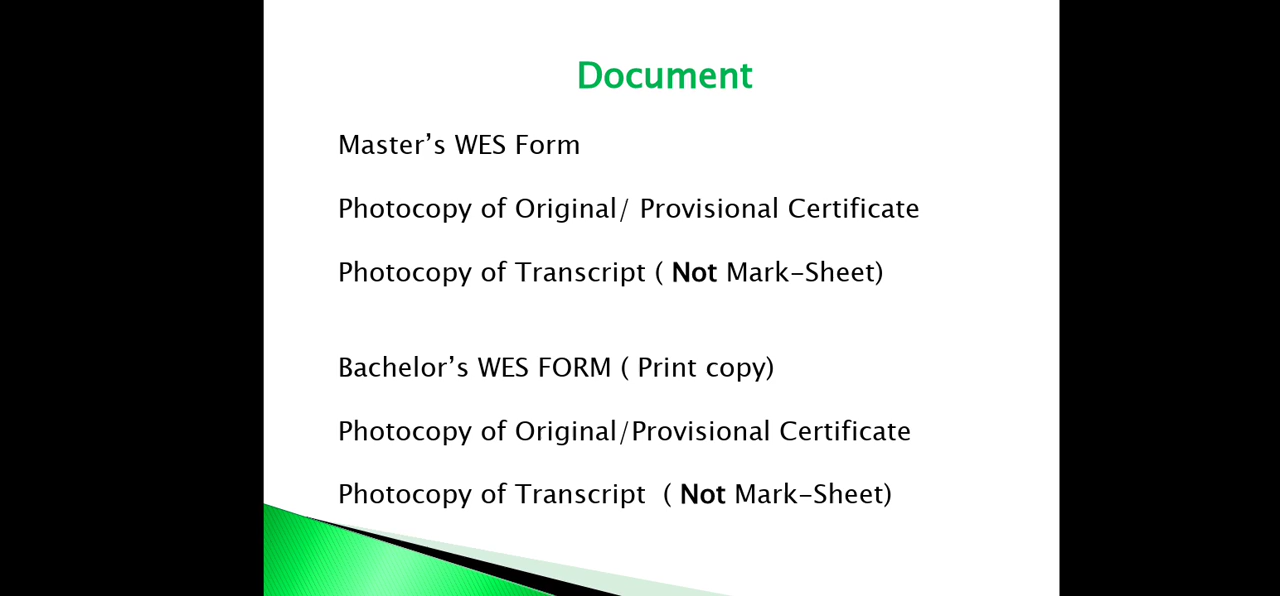 Document
Master’s WES Form
Photocopy of Original/ Provisional Certificate
Photocopy of Transcript ( Not Mark-Sheet)
Bachelor’s WES FORM ( Print copy)
Photocopy of Original/Provisional Certificate
Photocopy of Transcript  ( Not Mark-Sheet)